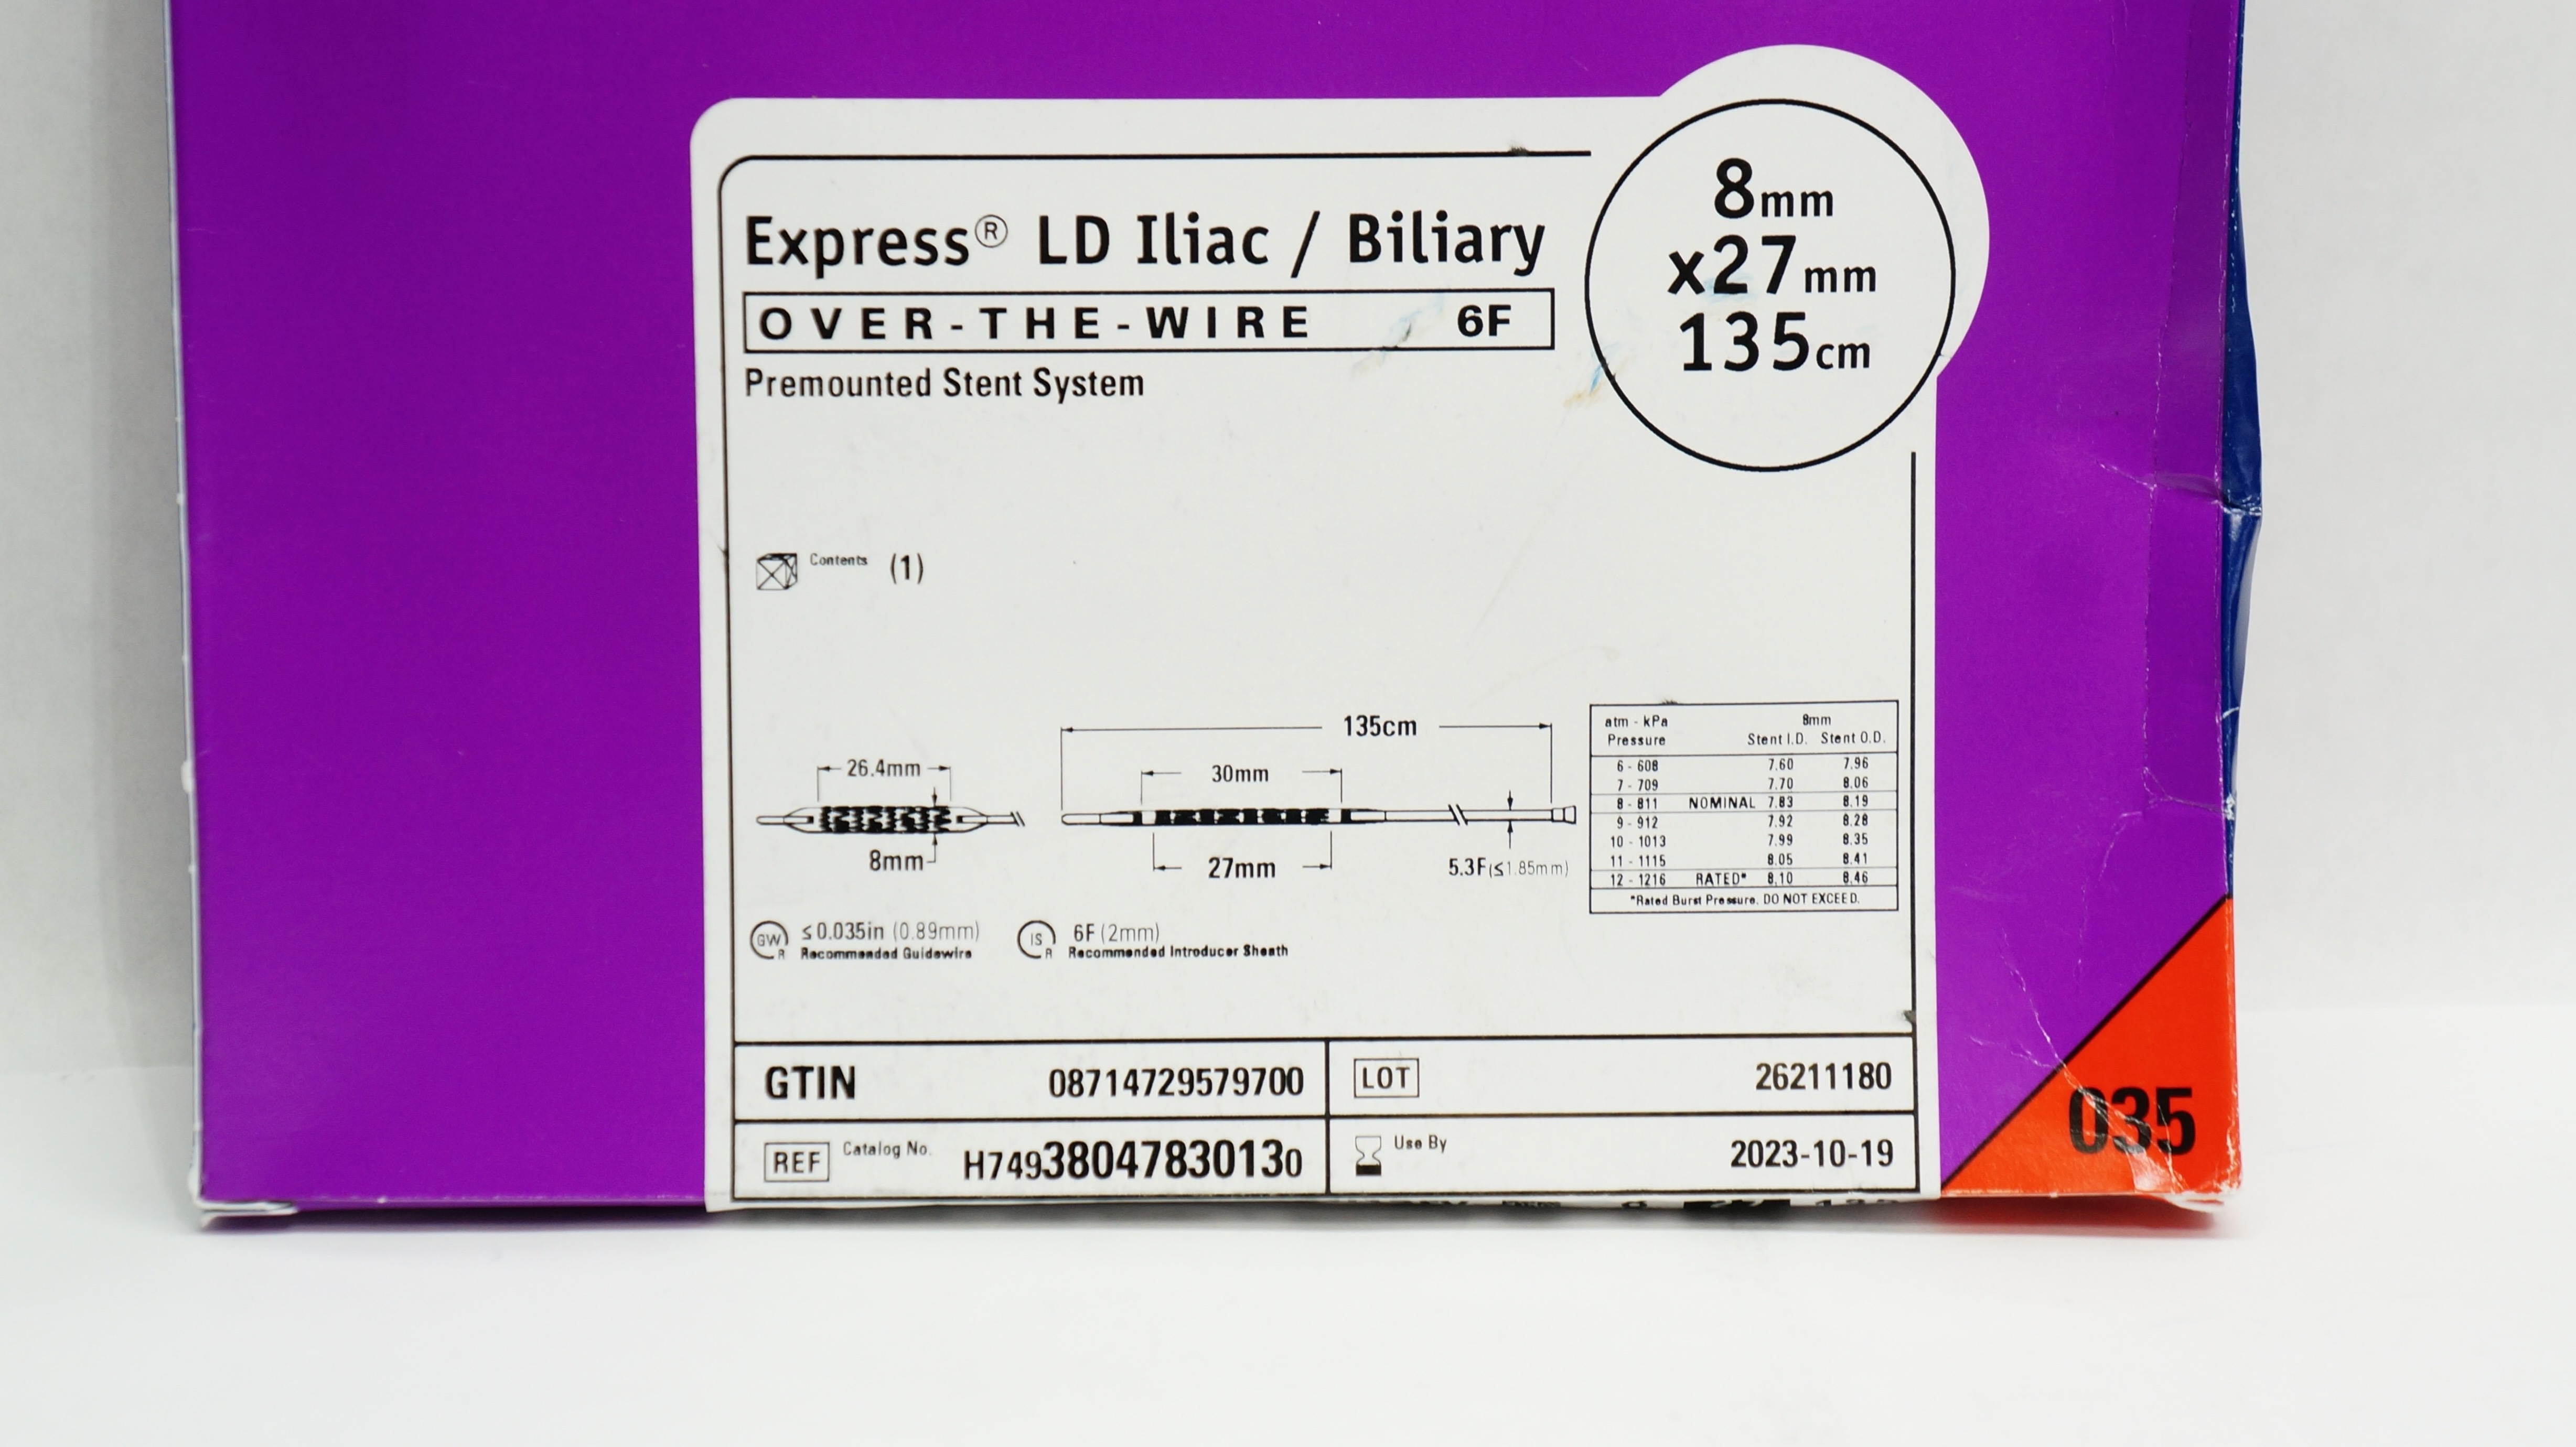 8mm
x27mm
135cm
Express® LD Iliac / Biliary
OVER-THE-WIRE 6F
Premounted Stent System
Contents (1)
135cm
26.4mm
30mm
8mm
27mm
5.3F(≤1.85mm)
atm - kPa 8mm
Pressure Stent I.D. Stent O.D.
6 - 608 7.60 7.96
7 - 709 7.70 8.06
8 - 811 NOMINAL 7.83 8.19
9 - 912 7.92 8.28
10 - 1013 7.99 8.35
11 - 1115 8.05 8.41
12 - 1216 RATED* 8.10 8.46
*Rated Burst Pressure. DO NOT EXCEED.
GW R ≤0.035in (0.89mm)
Recommended Guidewire
IS R 6F (2mm)
Recommended Introducer Sheath
GTIN 08714729579700
LOT 26211180
REF Catalog No. H74938047830130
Use By 2023-10-19
035